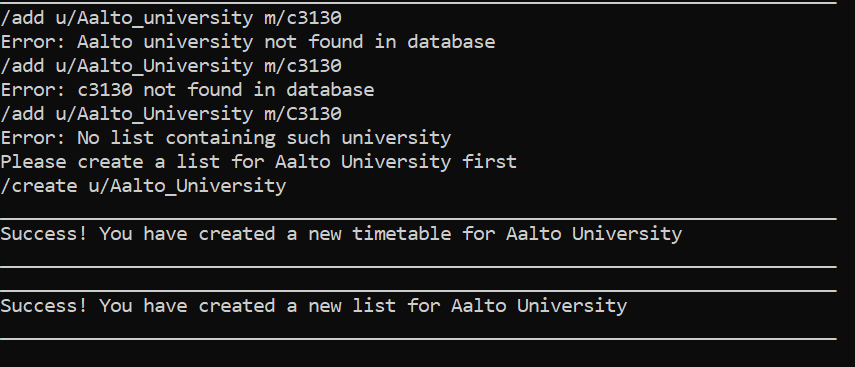 /add u/Aalto_university m/c3130
Error: Aalto university not found in database
/add u/Aalto_University m/c3130
Error: c3130 not found in database
/add u/Aalto_University m/C3130
Error: No list containing such university
Please create a list for Aalto University first
/create u/Aalto_University
Success! You have created a new timetable for Aalto University
Success! You have created a new list for Aalto University